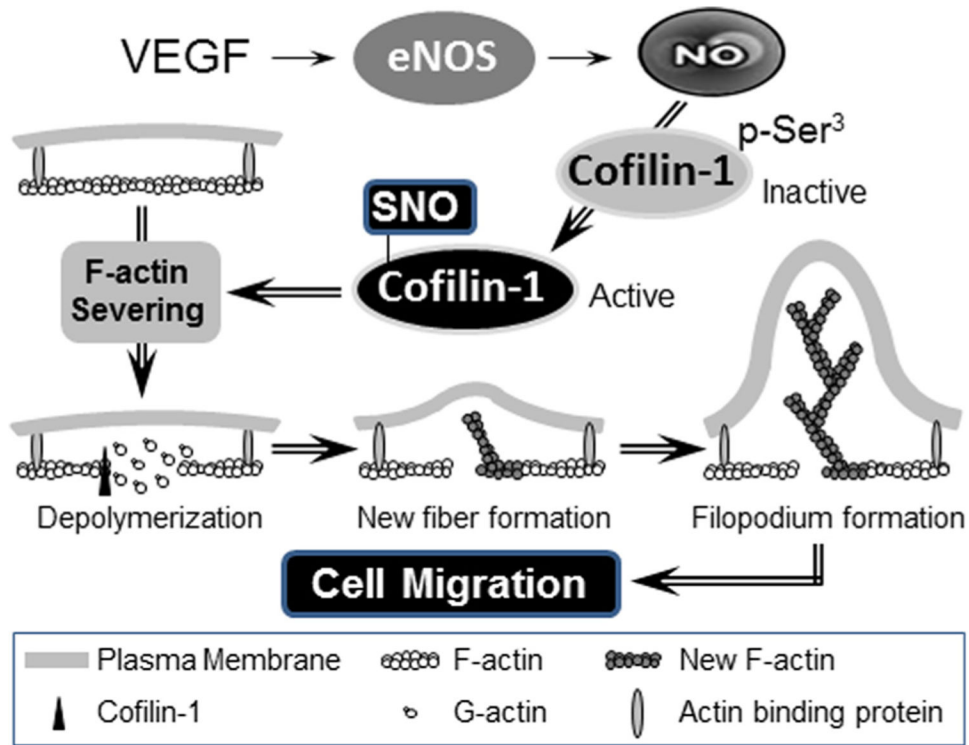 VEGF
eNOS
NO
p-Ser³
Cofilin-1
Inactive
SNO
Cofilin-1
Active
F-actin
Severing
Depolymerization
New fiber formation
Filopodium formation
Cell Migration
Plasma Membrane
F-actin
New F-actin
Cofilin-1
G-actin
Actin binding protein